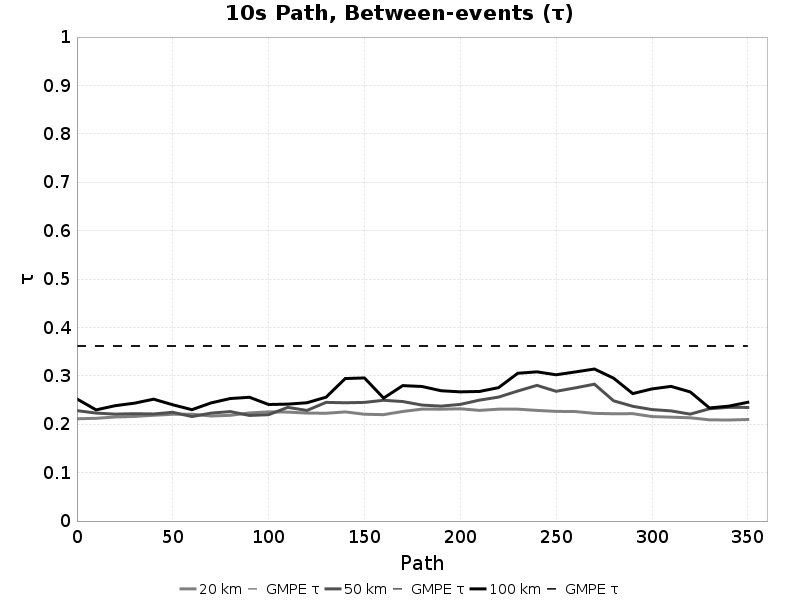 10s Path, Between-events (τ)
1
0.9
0.8
0.7
0.6
0.5
0.4
0.3
0.2
0.1
0
τ
0 50 100 150 200 250 300 350
Path
20 km GMPE τ 50 km GMPE τ 100 km GMPE τ